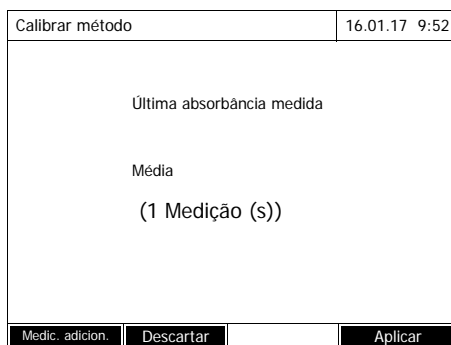 Calibrar método 16.01.17 9:52
Última absorbância medida
Média
(1 Medição (s))
Medic. adicion. Descartar Aplicar